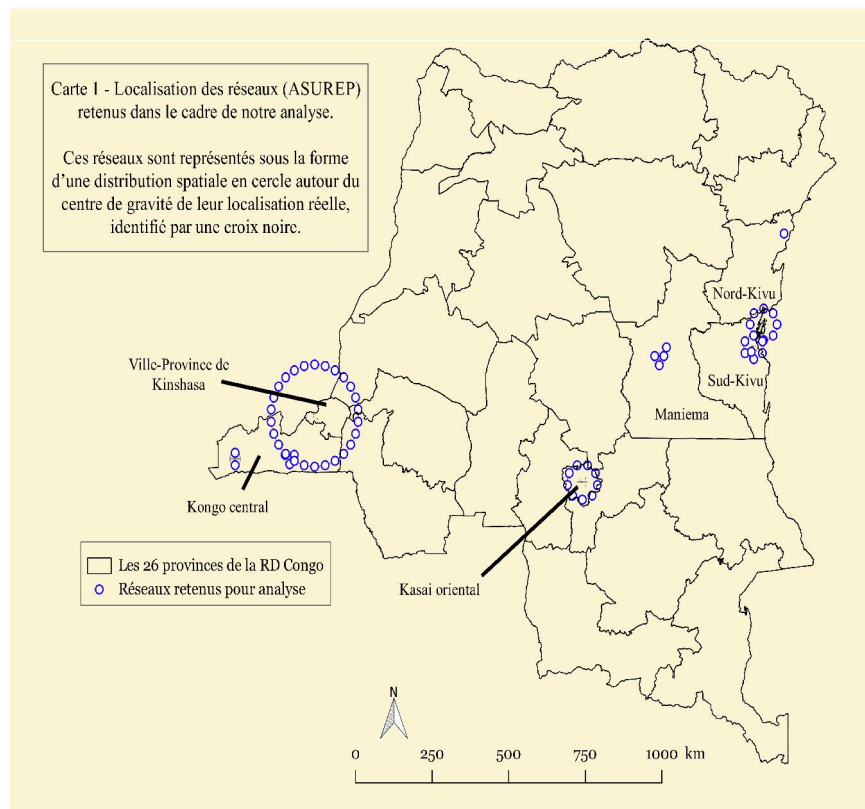 Carte 1 - Localisation des réseaux (ASUREP)
retenus dans le cadre de notre analyse.
Ces réseaux sont représentés sous la forme
d'une distribution spatiale en cercle autour du
centre de gravité de leur localisation réelle,
identifié par une croix noire.
Nord-Kivu
Ville-Province de
Kinshasa
Sud-Kivu
Maniema
Kongo central
Les 26 provinces de la RD Congo
Réseaux retenus pour analyse
Kasai oriental
N
0 250 500 750 1000 km